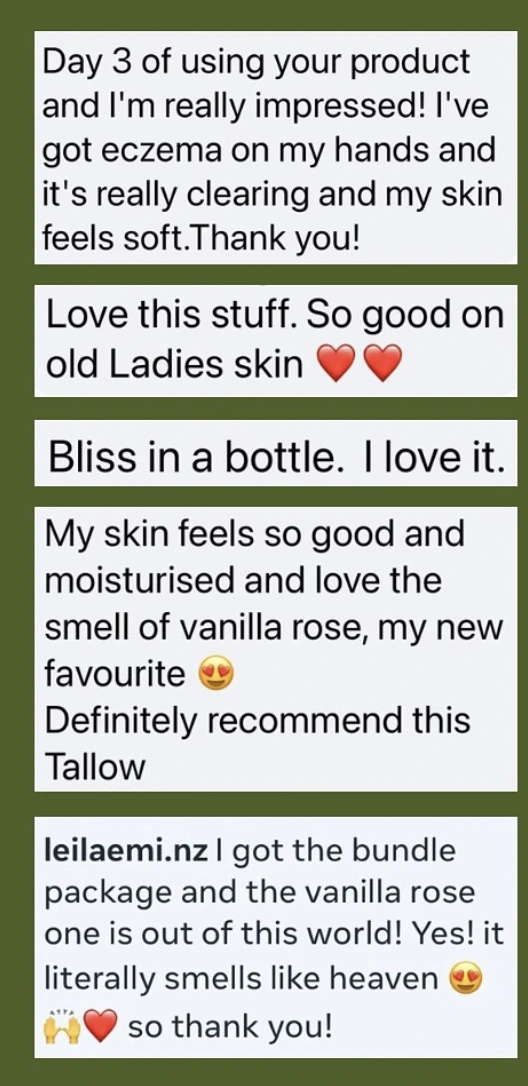 Day 3 of using your product
and I'm really impressed! I've
got eczema on my hands and
it's really clearing and my skin
feels soft.Thank you!
Love this stuff. So good on
old Ladies skin ❤️❤️
Bliss in a bottle.  I love it.
My skin feels so good and
moisturised and love the
smell of vanilla rose, my new
favourite 😍
Definitely recommend this
Tallow
leilaemi.nz I got the bundle
package and the vanilla rose
one is out of this world! Yes! it
literally smells like heaven 😍
🙌❤️ so thank you!